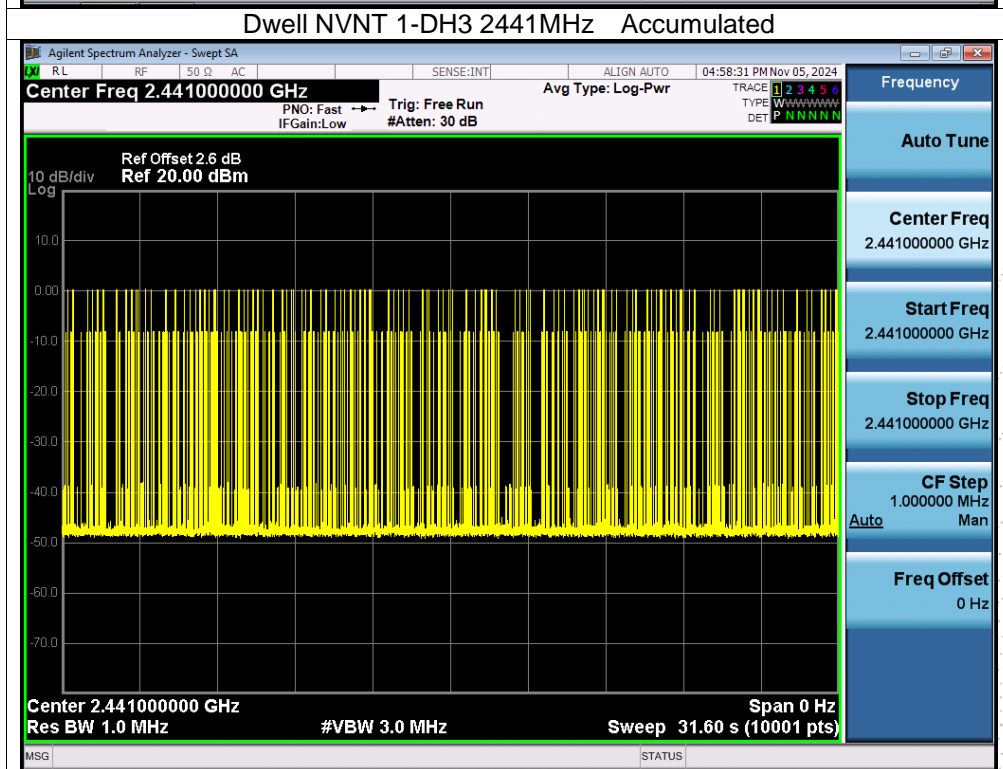 Dwell NVNT 1-DH3 2441MHz Accumulated
Agilent Spectrum Analyzer - Swept SA
LXI RL RF 50 Ω AC SENSE:INT ALIGN AUTO 04:58:31 PM Nov 05, 2024
Center Freq 2.441000000 GHz
PNO: Fast
IFGain:Low
Trig: Free Run
#Atten: 30 dB
Avg Type: Log-Pwr
TRACE 1 2 3 4 5 6
TYPE WWWWWW
DET P N N N N N
Frequency
Ref Offset 2.6 dB
10 dB/div Ref 20.00 dBm
Log
10.0
0.00
-10.0
-20.0
-30.0
-40.0
-50.0
-60.0
-70.0
Center 2.441000000 GHz Span 0 Hz
Res BW 1.0 MHz #VBW 3.0 MHz Sweep 31.60 s (10001 pts)
Auto Tune
Center Freq
2.441000000 GHz
Start Freq
2.441000000 GHz
Stop Freq
2.441000000 GHz
CF Step
1.000000 MHz
Auto Man
Freq Offset
0 Hz
MSG STATUS